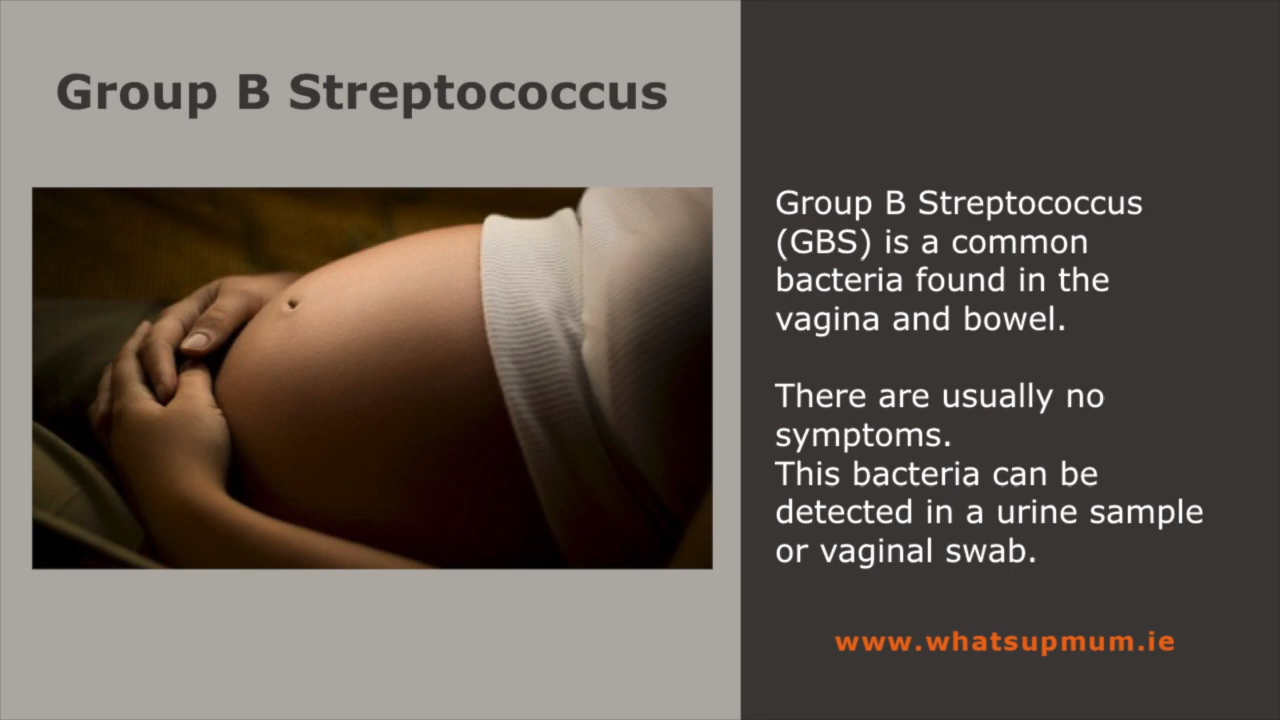 Group B Streptococcus
Group B Streptococcus
(GBS) is a common
bacteria found in the
vagina and bowel.
There are usually no
symptoms.
This bacteria can be
detected in a urine sample
or vaginal swab.
www.whatsupmum.ie